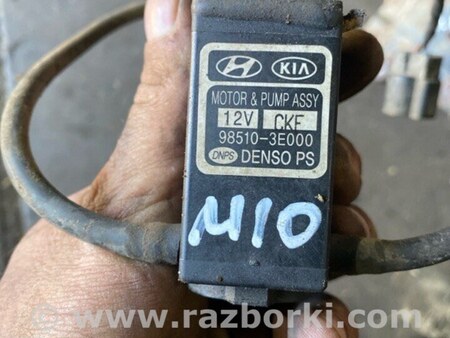 KIA
MOTOR & PUMP ASSY
12V CKF
98510-3E000
DNPS DENSO PS
M10
© www.razborki.com